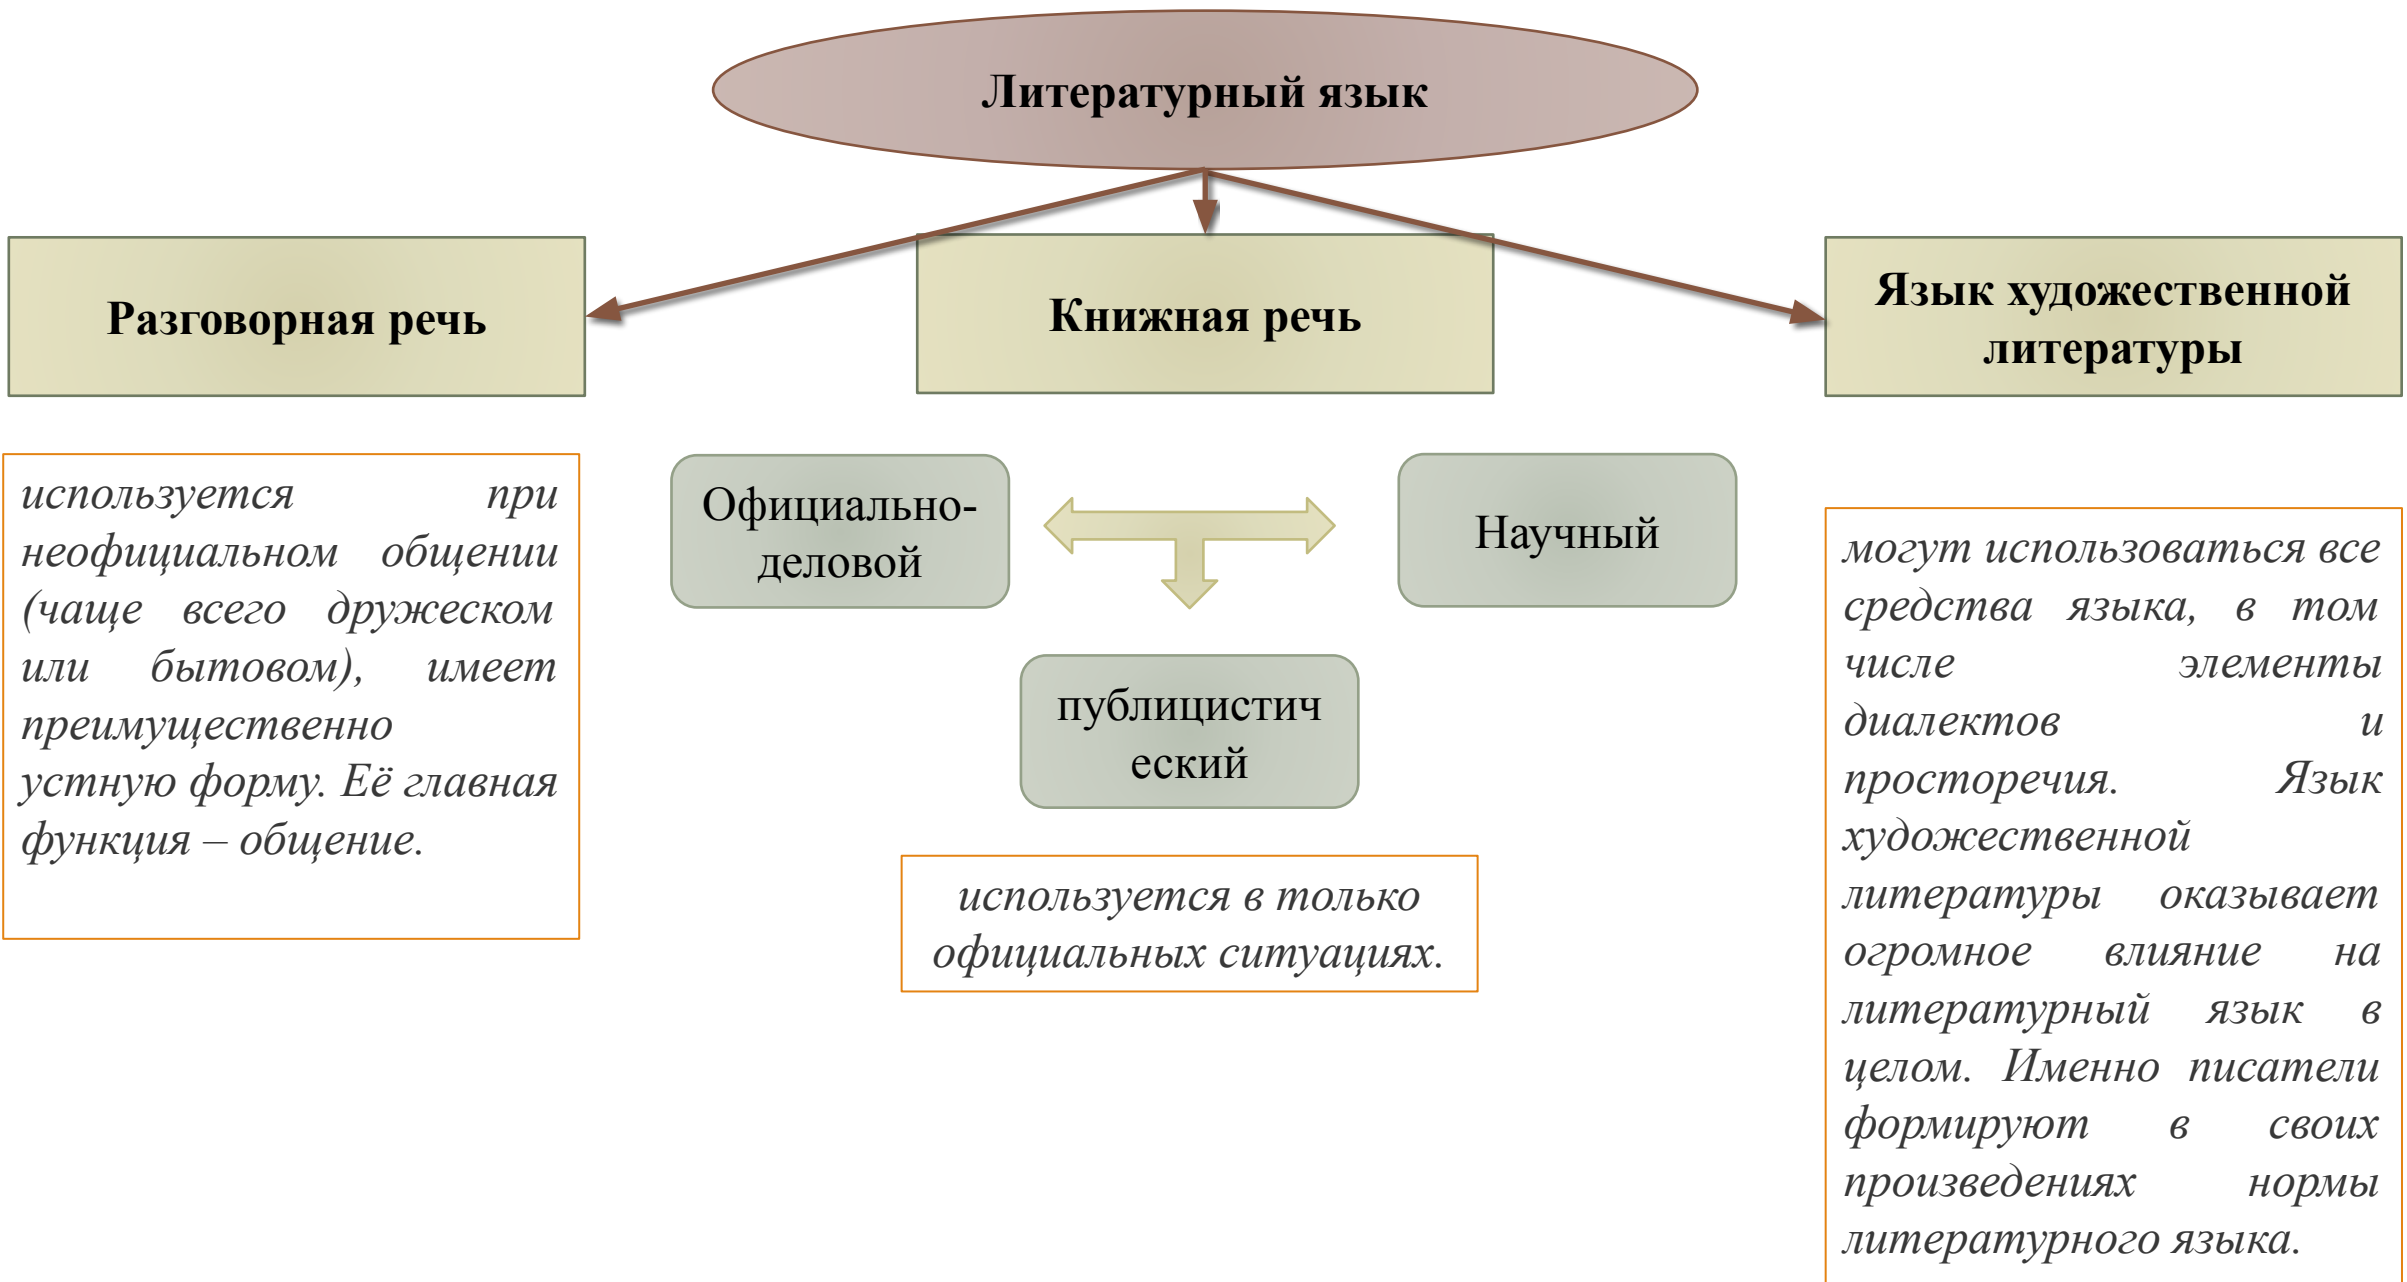 Литературный язык
Разговорная речь
Книжная речь
Язык художественной
литературы
используется при
неофициальном общении
(чаще всего дружеском
или бытовом), имеет
преимущественно
устную форму. Её главная
функция – общение.
Официально-
деловой
Научный
публицистич
еский
используется в только
официальных ситуациях.
могут использоваться все
средства языка, в том
числе элементы
диалектов и
просторечия. Язык
художественной
литературы оказывает
огромное влияние на
литературный язык в
целом. Именно писатели
формируют в своих
произведениях нормы
литературного языка.